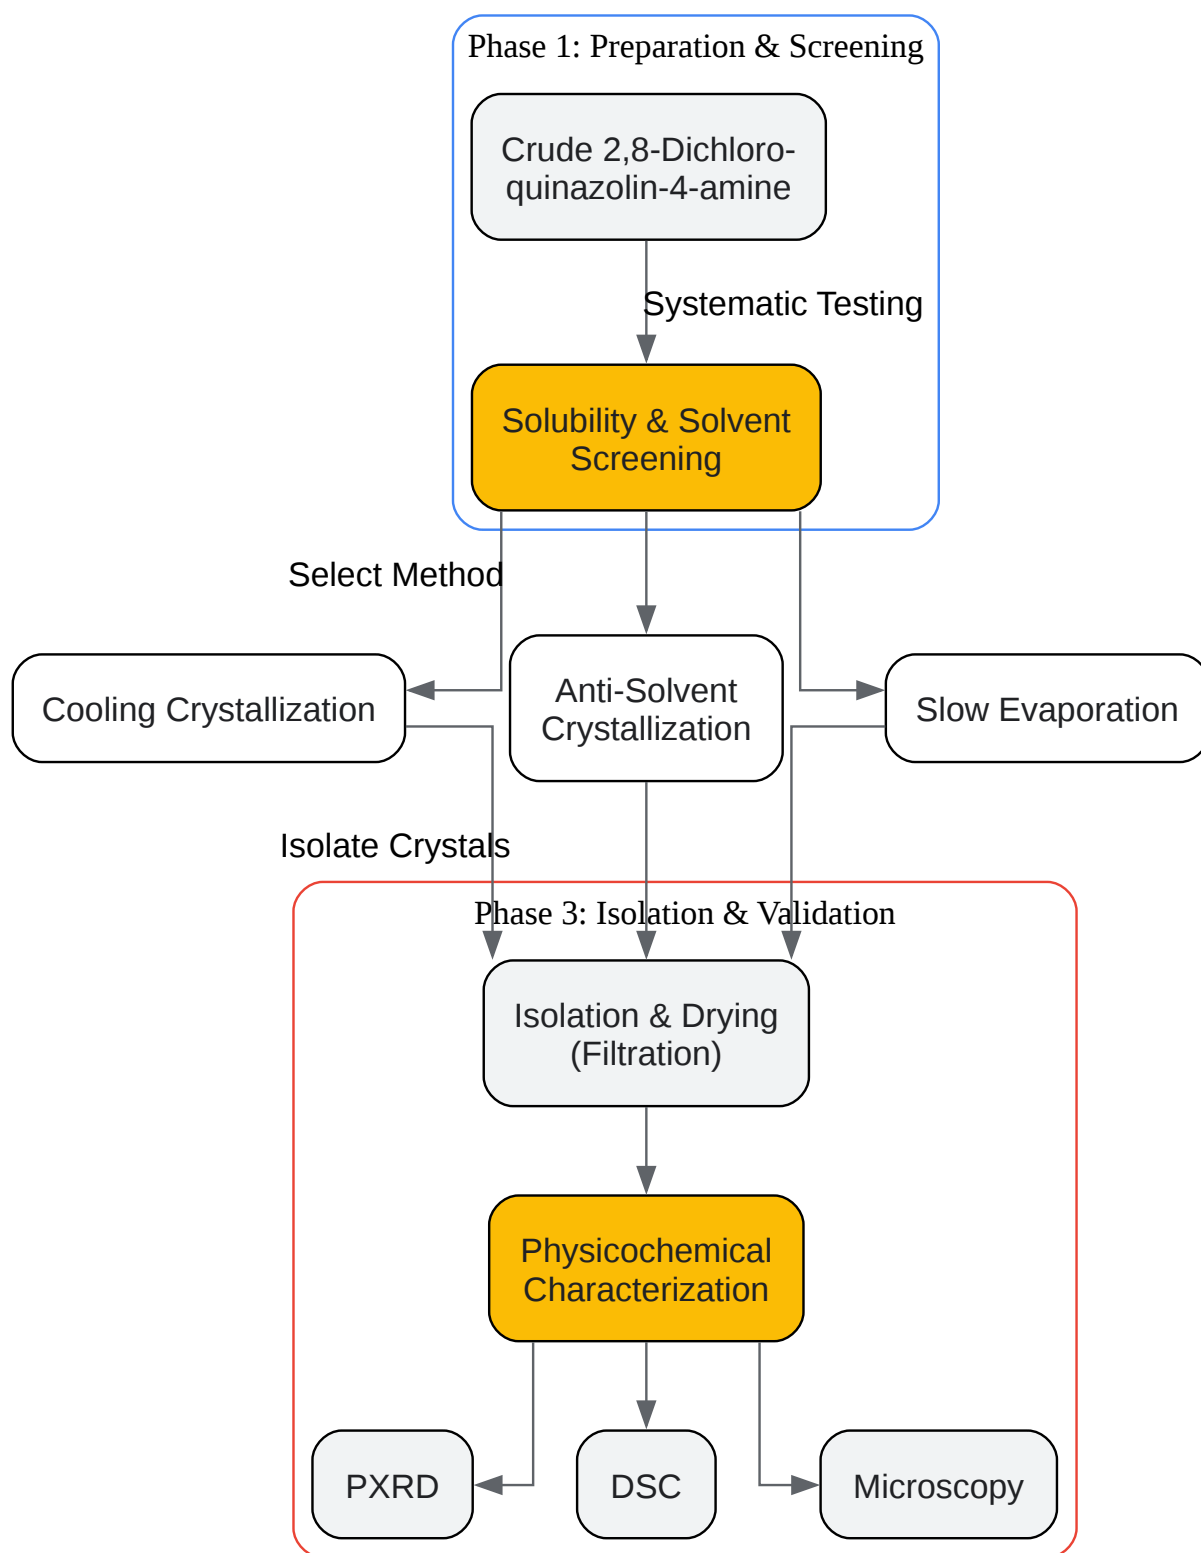 Phase 1: Preparation & Screening
Crude 2,8-Dichloro-
quinazolin-4-amine
Systematic Testing
Solubility & Solvent
Screening
Select Method
Cooling Crystallization
Anti-Solvent
Crystallization
Slow Evaporation
Isolate Crystals
Phase 3: Isolation & Validation
Isolation & Drying
(Filtration)
Physicochemical
Characterization
PXRD
DSC
Microscopy